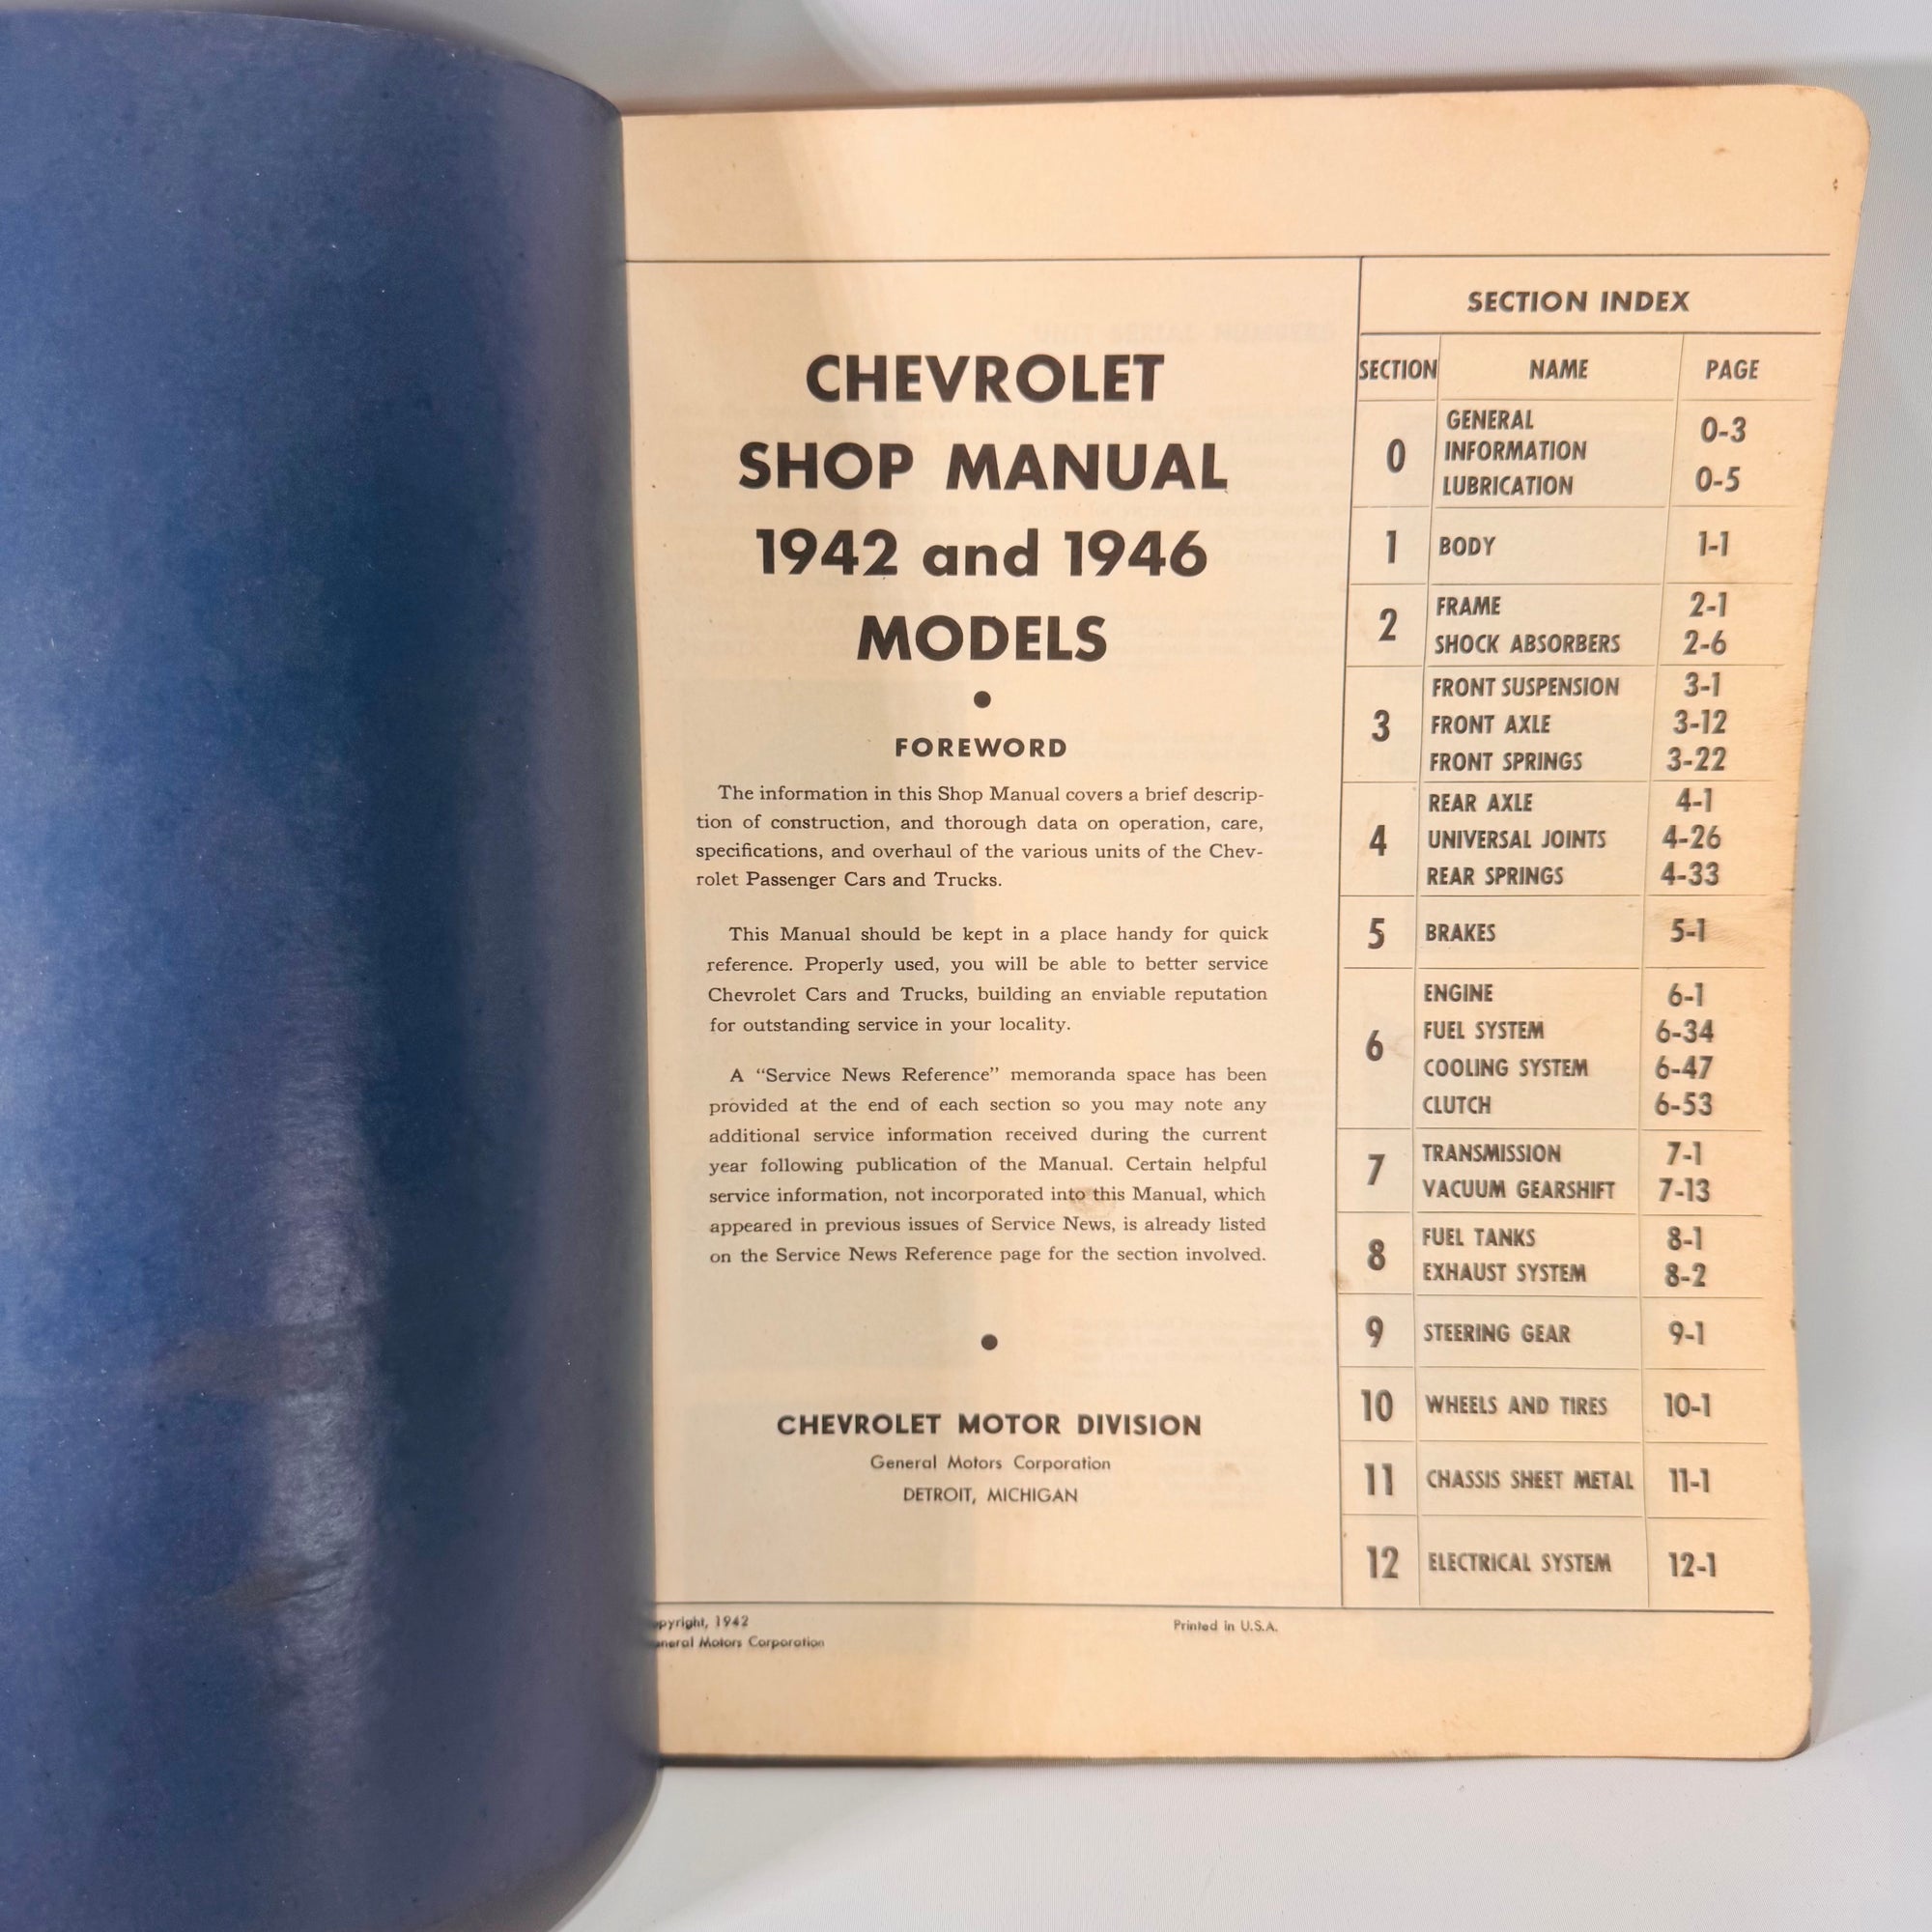 CHEVROLET
SHOP MANUAL
1942 and 1946
MODELS
FOREWORD
The information in this Shop Manual covers a brief descrip-
tion of construction, and thorough data on operation, care,
specifications, and overhaul of the various units of the Chev-
rolet Passenger Cars and Trucks.
This Manual should be kept in a place handy for quick
reference. Properly used, you will be able to better service
Chevrolet Cars and Trucks, building an enviable reputation
for outstanding service in your locality.
A “Service News Reference” memoranda space has been
provided at the end of each section so you may note any
additional service information received during the current
year following publication of the Manual. Certain helpful
service information, not incorporated into this Manual, which
appeared in previous issues of Service News, is already listed
on the Service News Reference page for the section involved.
CHEVROLET MOTOR DIVISION
General Motors Corporation
DETROIT, MICHIGAN
pyright, 1942
neral Motors Corporation
Printed in U.S.A.
SECTION INDEX
SECTION NAME PAGE
0 GENERAL
INFORMATION 0-3
LUBRICATION 0-5
1 BODY 1-1
2 FRAME 2-1
SHOCK ABSORBERS 2-6
3 FRONT SUSPENSION 3-1
FRONT AXLE 3-12
FRONT SPRINGS 3-22
4 REAR AXLE 4-1
UNIVERSAL JOINTS 4-26
REAR SPRINGS 4-33
5 BRAKES 5-1
6 ENGINE 6-1
FUEL SYSTEM 6-34
COOLING SYSTEM 6-47
CLUTCH 6-53
7 TRANSMISSION 7-1
VACUUM GEARSHIFT 7-13
8 FUEL TANKS 8-1
EXHAUST SYSTEM 8-2
9 STEERING GEAR 9-1
10 WHEELS AND TIRES 10-1
11 CHASSIS SHEET METAL 11-1
12 ELECTRICAL SYSTEM 12-1